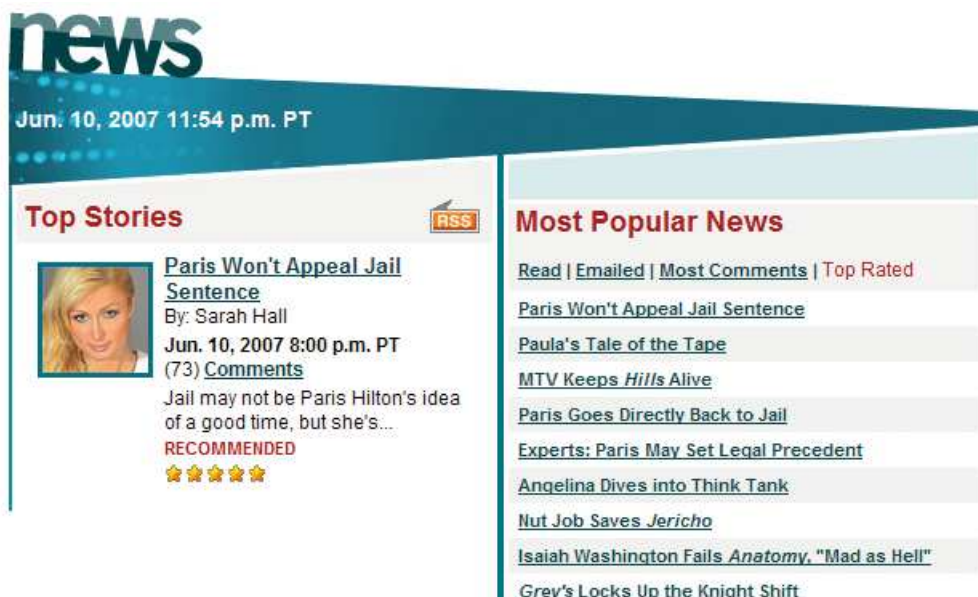 news
Jun. 10, 2007 11:54 p.m. PT
Top Stories
RSS
Paris Won't Appeal Jail
Sentence
By: Sarah Hall
Jun. 10, 2007 8:00 p.m. PT
(73) Comments
Jail may not be Paris Hilton's idea
of a good time, but she's...
RECOMMENDED
Most Popular News
Read | Emailed | Most Comments | Top Rated
Paris Won't Appeal Jail Sentence
Paula's Tale of the Tape
MTV Keeps Hills Alive
Paris Goes Directly Back to Jail
Experts: Paris May Set Legal Precedent
Angelina Dives into Think Tank
Nut Job Saves Jericho
Isaiah Washington Fails Anatomy, "Mad as Hell"
Grey's Locks Up the Knight Shift